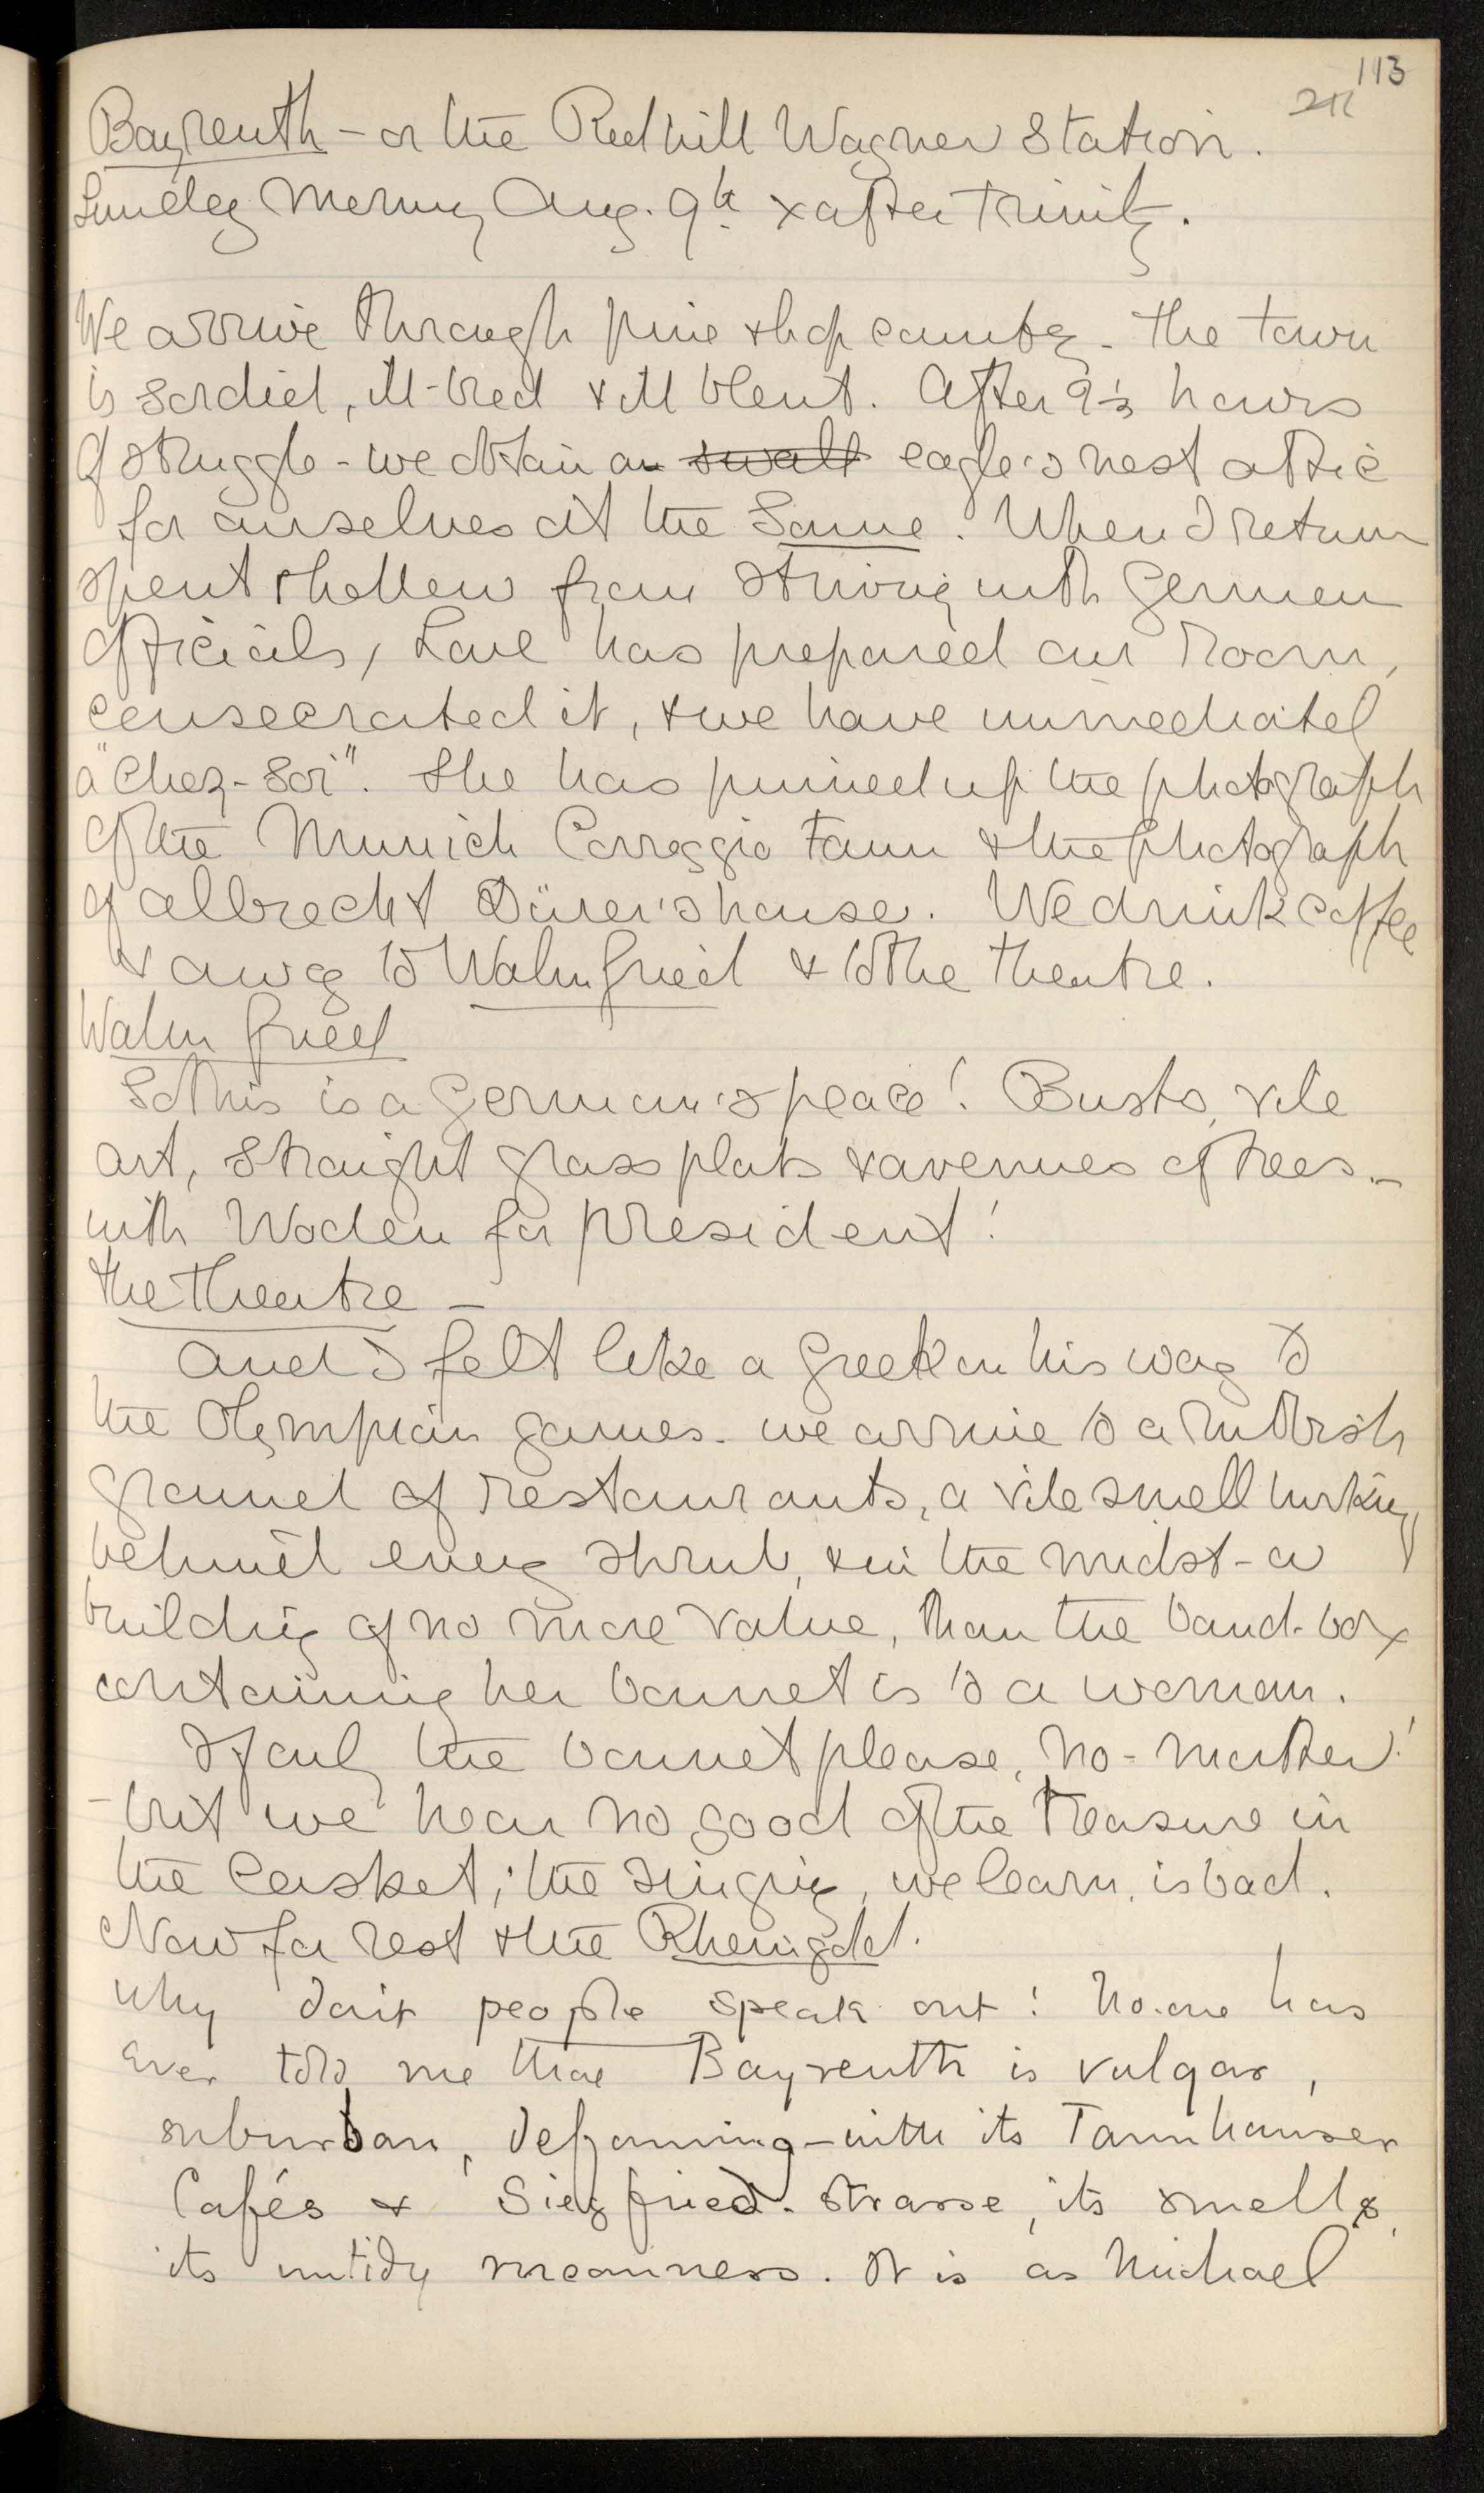 113
211
Bayreuth - or the Redhill Wagner Station.
Sunday Morning Aug. 9th x after Trinity.
We arrive through pine & hop country - the town
is sordid, ill-bred & ill blent. After 2½ hours
of struggle - we obtain an small eagle's nest attic
for ourselves at the Sonne. When I return
spent & hollow from striving with German
officials, Love has prepared our room,
consecrated it, & we have immediatel
a "Chez-Soi". She has pinned up the photograph
of the Munich Correggio Faun & the photograph
of Albrecht Dürer's house. We drink coffee
& away to Wahnfried & to the theatre.
Wahn fried
So this is a German's peace! Busts, vile
art, straight grass plats & avenues of trees. -
with Woden for president!
The Theatre -
And I felt like a Greek on his way to
the Olympian games. we arrive to a rubbish
ground of restaurants, a vile smell lurking
behind every shrub, & in the midst - a
building of no more value, than the band-box
containing her bonnet is to a woman.
If only the bonnet please, no - matter!
- but we hear no good of the treasure in
the casket; the singing, we learn, is bad.
Now for rest & the Rheingold.
Why don't people speak out! No-one has
ever told me that Bayreuth is vulgar,
suburban, deforming - with its Tannhauser
Cafés & Siegfried. strasse, its smells,
its untidy meanness. It is as Michael